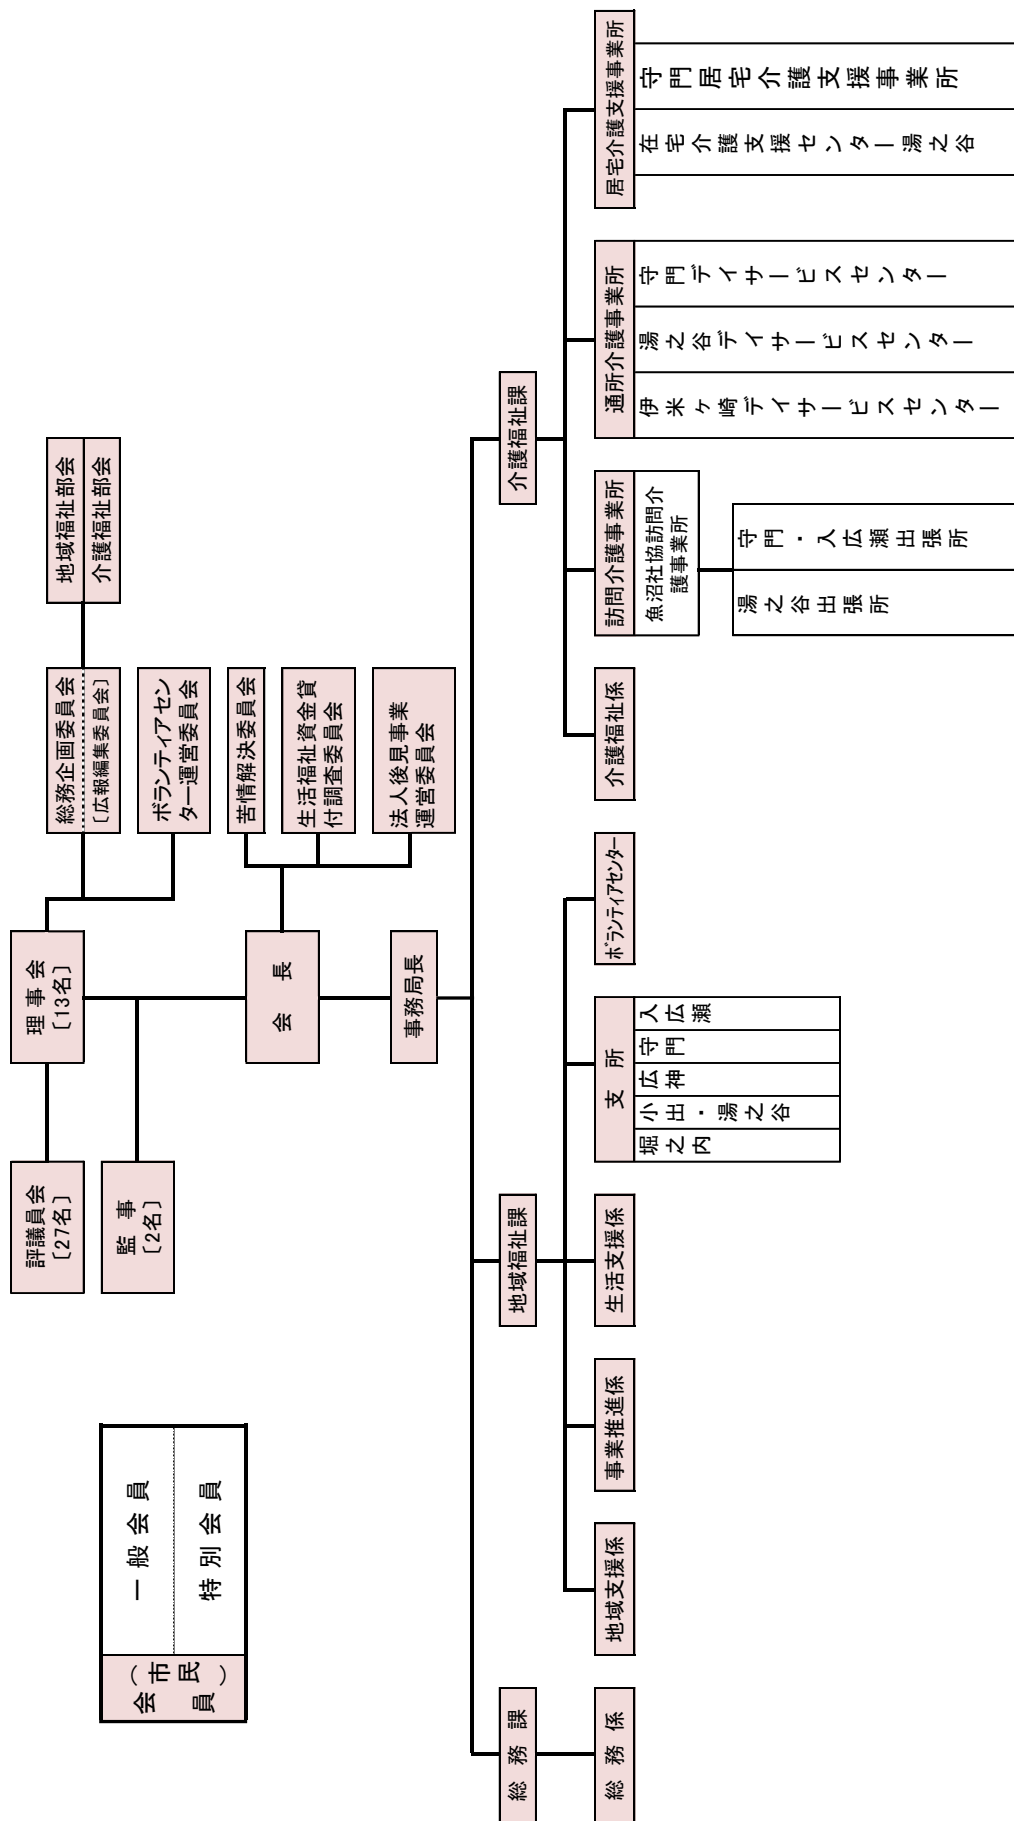 会　員
（市民）
一般会員
特別会員
評議員会
〔27名〕
監　事
〔2名〕
理事会
〔13名〕
会　長
事務局長
総務企画委員会
〔広報編集委員会〕
ボランティアセン
ター運営委員会
苦情解決委員会
生活福祉資金貸
付調査委員会
法人後見事業
運営委員会
地域福祉部会
介護福祉部会
総務課
地域福祉課
介護福祉課
総務係
地域支援係
事業推進係
生活支援係
支　所
堀之内
小出・湯之谷
広神
守門
入広瀬
ボランティアセンター
介護福祉係
訪問介護事業所
魚沼社協訪問介
護事業所
湯之谷出張所
守門・入広瀬出張所
通所介護事業所
伊米ヶ崎デイサービスセンター
湯之谷デイサービスセンター
守門デイサービスセンター
居宅介護支援事業所
在宅介護支援センター湯之谷
守門居宅介護支援事業所